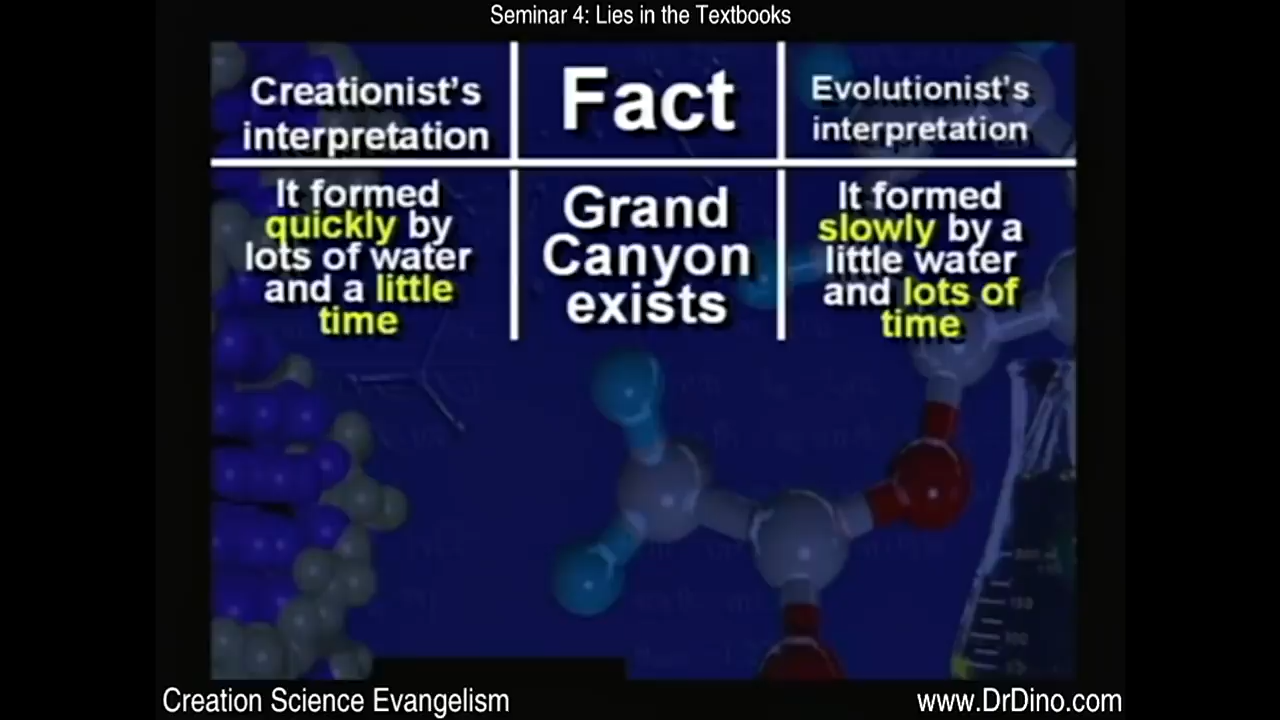 Seminar 4: Lies in the Textbooks
Creationist's
interpretation
Fact
Evolutionist's
interpretation
It formed
quickly by
lots of water
and a little
time
Grand
Canyon
exists
It formed
slowly by a
little water
and lots of
time
Creation Science Evangelism
www.DrDino.com